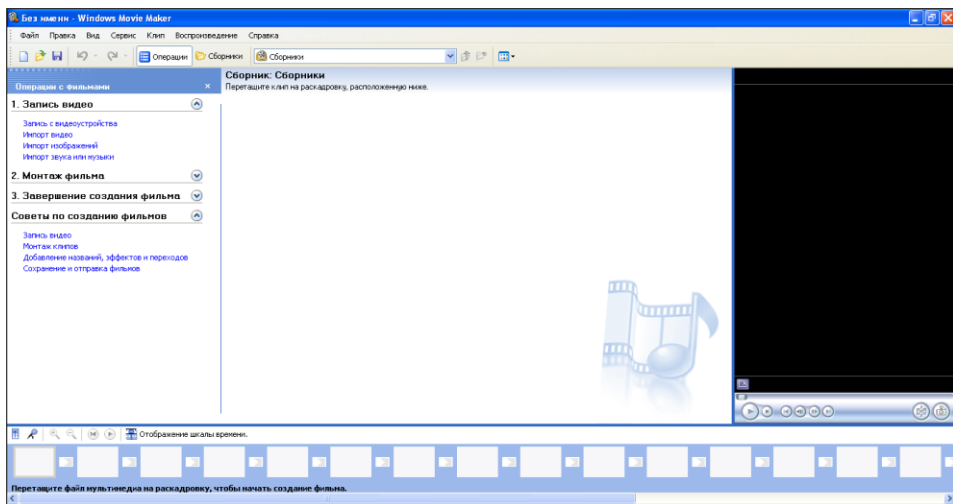 Без имени - Windows Movie Maker
Файл Правка Вид Сервис Клип Воспроизведение Справка
Операции Сборники Сборники
Операции с фильмами
Сборник: Сборники
Перетащите клип на раскадровку, расположенную ниже.
1. Запись видео
Запись с видеоустройства
Импорт видео
Импорт изображений
Импорт звука или музыки
2. Монтаж фильма
3. Завершение создания фильма
Советы по созданию фильмов
Запись видео
Монтаж клипов
Добавление названий, эффектов и переходов
Сохранение и отправка фильмов
Отображение шкалы времени.
Перетащите файл мультимедиа на раскадровку, чтобы начать создание фильма.